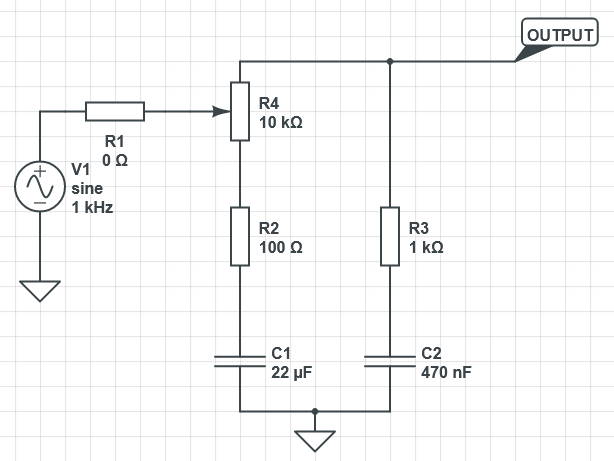 OUTPUT
R4
10 kΩ
R1
0 Ω
V1
sine
1 kHz
R2
100 Ω
R3
1 kΩ
C1
22 µF
C2
470 nF